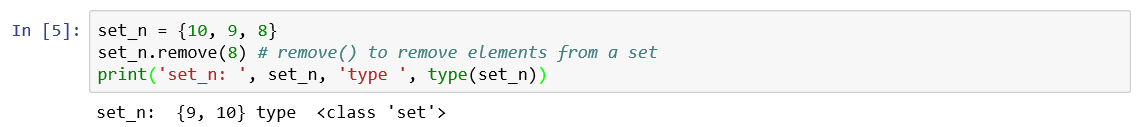 In [5]: set_n = {10, 9, 8}
set_n.remove(8) # remove() to remove elements from a set
print('set_n: ', set_n, 'type ', type(set_n))
set_n:  {9, 10} type  <class 'set'>